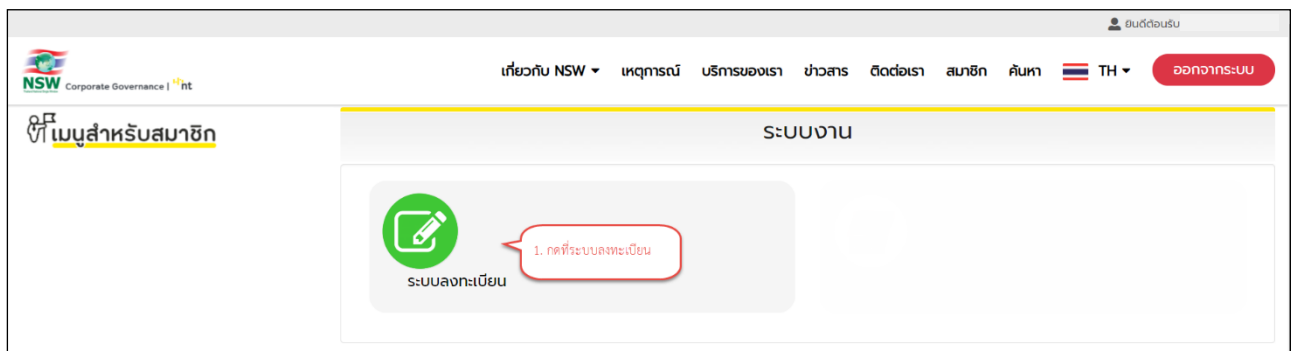 ยินดีต้อนรับ
NSW Corporate Governance | nt
เกี่ยวกับ NSW เหตุการณ์ บริการของเรา ข่าวสาร ติดต่อเรา สมาชิก ค้นหา TH ออกจากระบบ
เมนูสำหรับสมาชิก
ระบบงาน
1. กดที่ระบบลงทะเบียน
ระบบลงทะเบียน